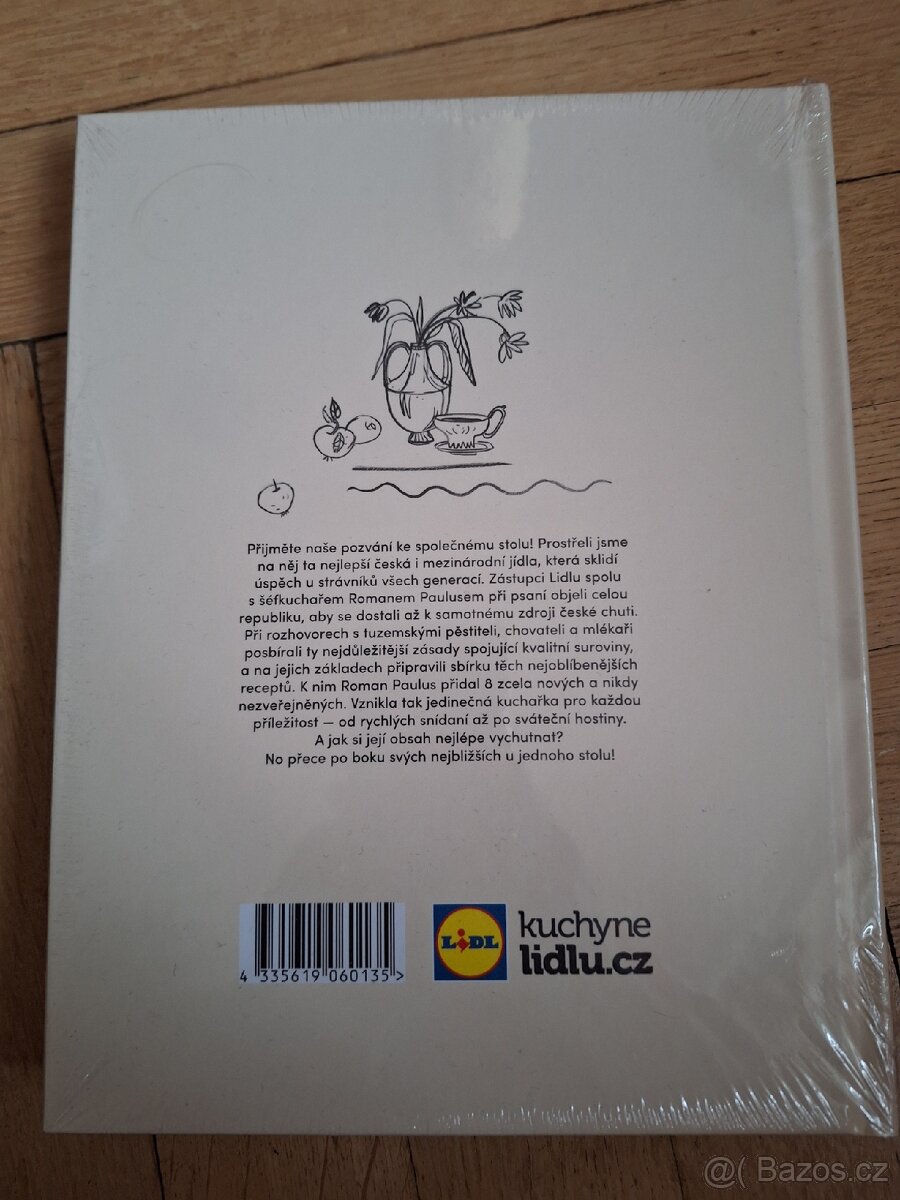 Přijměte naše pozvání ke společnému stolu! Prostřeli jsme
na něj ta nejlepší česká i mezinárodní jídla, která sklidí
úspěch u strávníků všech generací. Zástupci Lidlu spolu
s šéfkuchařem Romanem Paulusem při psaní objeli celou
republiku, aby se dostali až k samotnému zdroji české chuti.
Při rozhovorech s tuzemskými pěstiteli, chovateli a mlékaři
posbírali ty nejdůležitější zásady spojující kvalitní suroviny,
a na jejich základech připravili sbírku těch nejoblíbenějších
receptů. K nim Roman Paulus přidal 8 zcela nových a nikdy
nezveřejněných. Vznikla tak jedinečná kuchařka pro každou
příležitost — od rychlých snídaní až po sváteční hostiny.
A jak si její obsah nejlépe vychutnat?
No přece po boku svých nejbližších u jednoho stolu!
4 335619 060135 >
LIDL
kuchyne
lidlu.cz
@( Bazos.cz